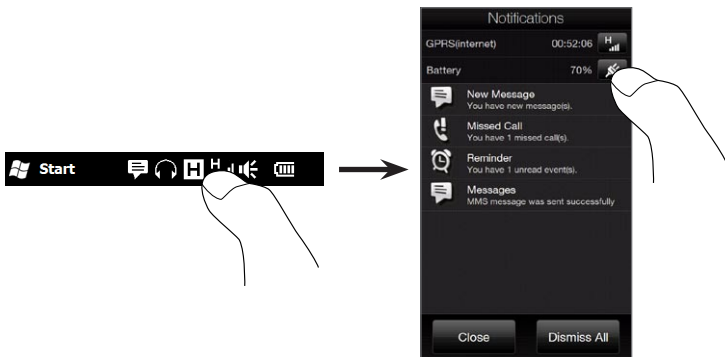 Start
H
H
Notifications
GPRS(internet) 00:52:06 H
Battery 70%
New Message
You have new message(s).
Missed Call
You have 1 missed call(s).
Reminder
You have 1 unread event(s).
Messages
MMS message was sent successfully
Close Dismiss All